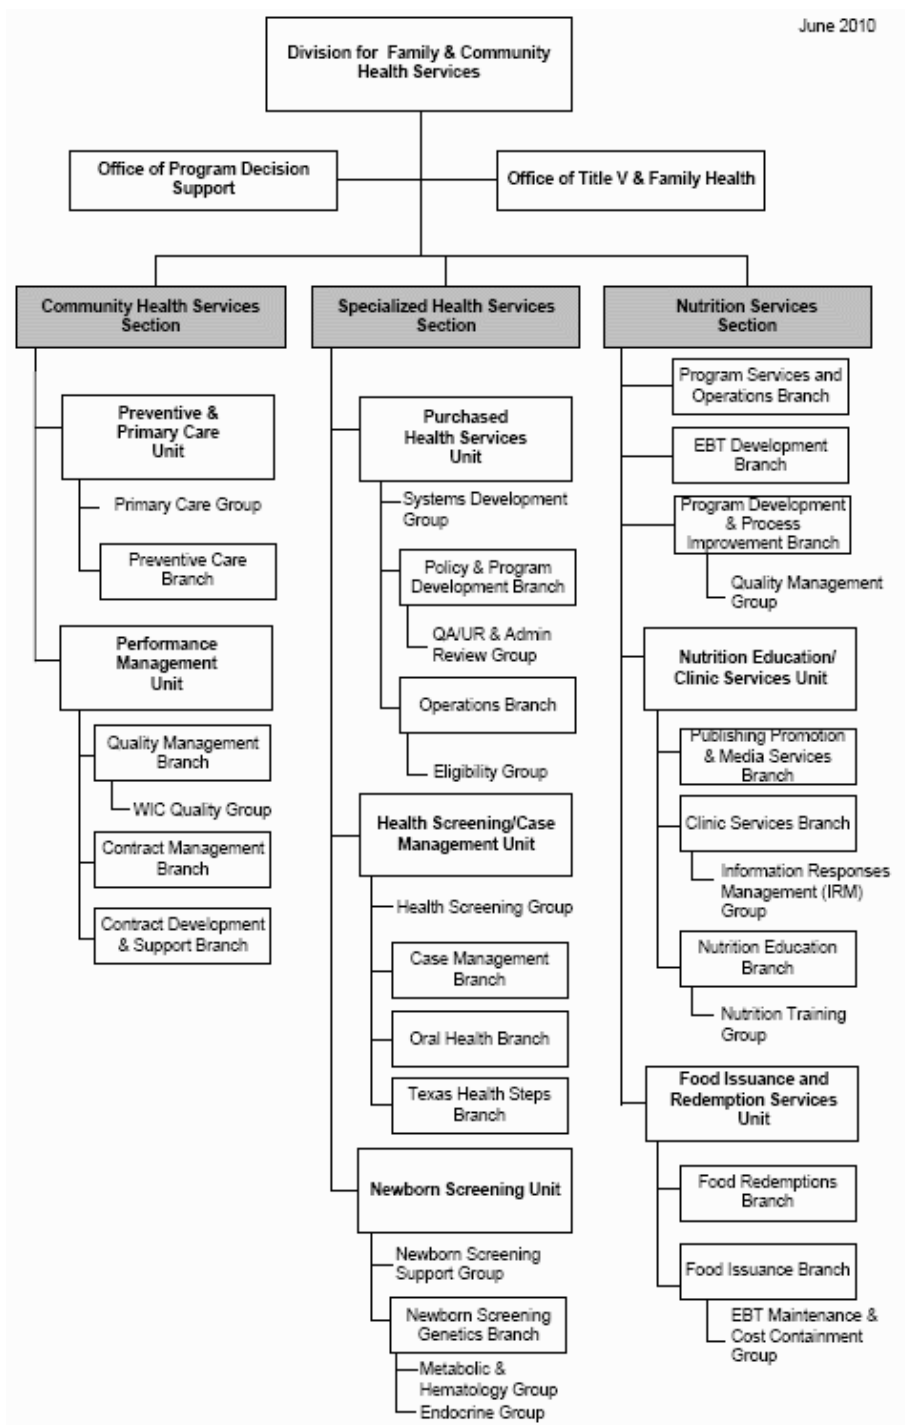 June 2010
Division for Family & Community
Health Services
Office of Program Decision
Support
Office of Title V & Family Health
Community Health Services
Section
Preventive &
Primary Care
Unit
Primary Care Group
Preventive Care
Branch
Performance
Management
Unit
Quality Management
Branch
WIC Quality Group
Contract Management
Branch
Contract Development
& Support Branch
Specialized Health Services
Section
Purchased
Health Services
Unit
Systems Development
Group
Policy & Program
Development Branch
QA/UR & Admin
Review Group
Operations Branch
Eligibility Group
Health Screening/Case
Management Unit
Health Screening Group
Case Management
Branch
Oral Health Branch
Texas Health Steps
Branch
Newborn Screening Unit
Newborn Screening
Support Group
Newborn Screening
Genetics Branch
Metabolic &
Hematology Group
Endocrine Group
Nutrition Services
Section
Program Services and
Operations Branch
EBT Development
Branch
Program Development
& Process
Improvement Branch
Quality Management
Group
Nutrition Education/
Clinic Services Unit
Publishing Promotion
& Media Services
Branch
Clinic Services Branch
Information Responses
Management (IRM)
Group
Nutrition Education
Branch
Nutrition Training
Group
Food Issuance and
Redemption Services
Unit
Food Redemptions
Branch
Food Issuance Branch
EBT Maintenance &
Cost Containment
Group